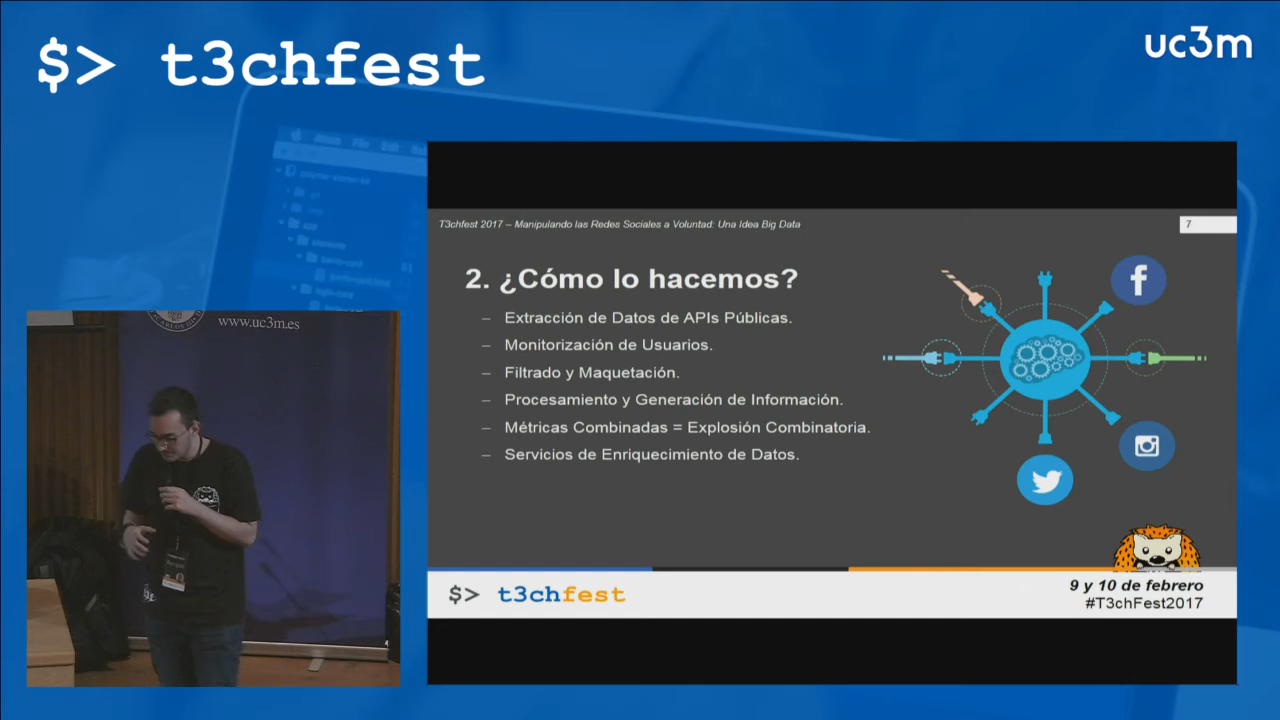 $> t3chfest
uc3m
T3chfest 2017 – Manipulando las Redes Sociales a Voluntad: Una Idea Big Data
7
2. ¿Cómo lo hacemos?
– Extracción de Datos de APIs Públicas.
– Monitorización de Usuarios.
– Filtrado y Maquetación.
– Procesamiento y Generación de Información.
– Métricas Combinadas = Explosión Combinatoria.
– Servicios de Enriquecimiento de Datos.
www.uc3m.es
$> t3chfest
9 y 10 de febrero
#T3chFest2017